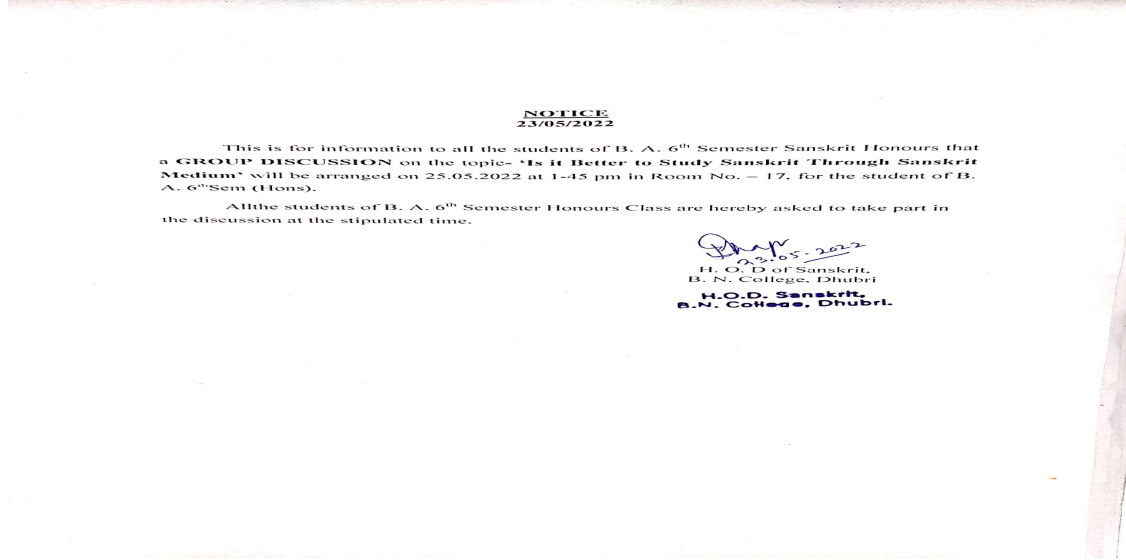 NOTICE
23/05/2022
This is for information to all the students of B. A. 6th Semester Sanskrit Honours that
a GROUP DISCUSSION on the topic- ‘Is it Better to Study Sanskrit Through Sanskrit
Medium’ will be arranged on 25.05.2022 at 1-45 pm in Room No. – 17, for the student of B.
A. 6thSem (Hons).
Allthe students of B. A. 6th Semester Honours Class are hereby asked to take part in
the discussion at the stipulated time.
23.05.2022
H. O. D of Sanskrit,
B. N. College, Dhubri
H.O.D. Sanskrit,
B.N. College, Dhubri.